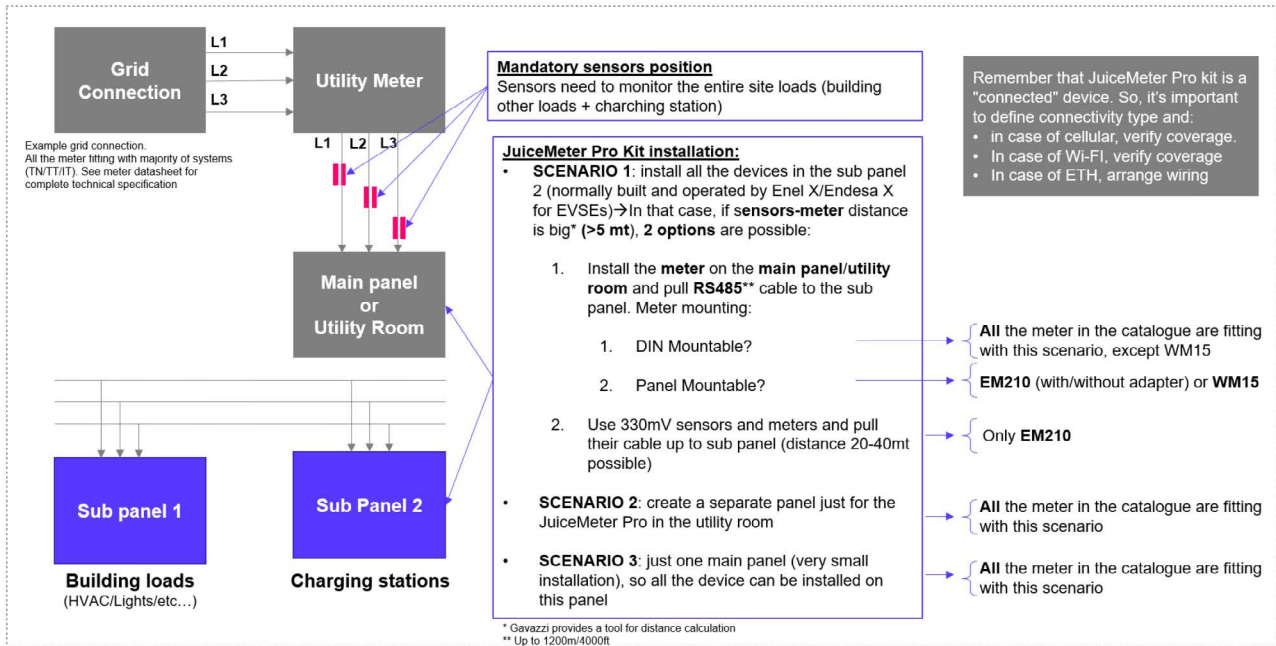 Grid
Connection
L1
L2
L3
Utility Meter
Example grid connection.
All the meter fitting with majority of systems
(TN/TT/IT). See meter datasheet for
complete technical specification
L1
L2
L3
Main panel
or
Utility Room
Sub panel 1
Sub Panel 2
Building loads
(HVAC/Lights/etc…)
Charging stations
Mandatory sensors position
Sensors need to monitor the entire site loads (building
other loads + charching station)
JuiceMeter Pro Kit installation:
• SCENARIO 1: install all the devices in the sub panel
2 (normally built and operated by Enel X/Endesa X
for EVSEs)→In that case, if sensors-meter distance
is big* (>5 mt), 2 options are possible:
1. Install the meter on the main panel/utility
room and pull RS485** cable to the sub
panel. Meter mounting:
1. DIN Mountable?
2. Panel Mountable?
2. Use 330mV sensors and meters and pull
their cable up to sub panel (distance 20-40mt
possible)
• SCENARIO 2: create a separate panel just for the
JuiceMeter Pro in the utility room
• SCENARIO 3: just one main panel (very small
installation), so all the device can be installed on
this panel
* Gavazzi provides a tool for distance calculation
** Up to 1200m/4000ft
Remember that JuiceMeter Pro kit is a
"connected" device. So, it's important
to define connectivity type and:
• in case of cellular, verify coverage.
• In case of Wi-FI, verify coverage
• In case of ETH, arrange wiring
All the meter in the catalogue are fitting
with this scenario, except WM15
EM210 (with/without adapter) or WM15
Only EM210
All the meter in the catalogue are fitting
with this scenario
All the meter in the catalogue are fitting
with this scenario